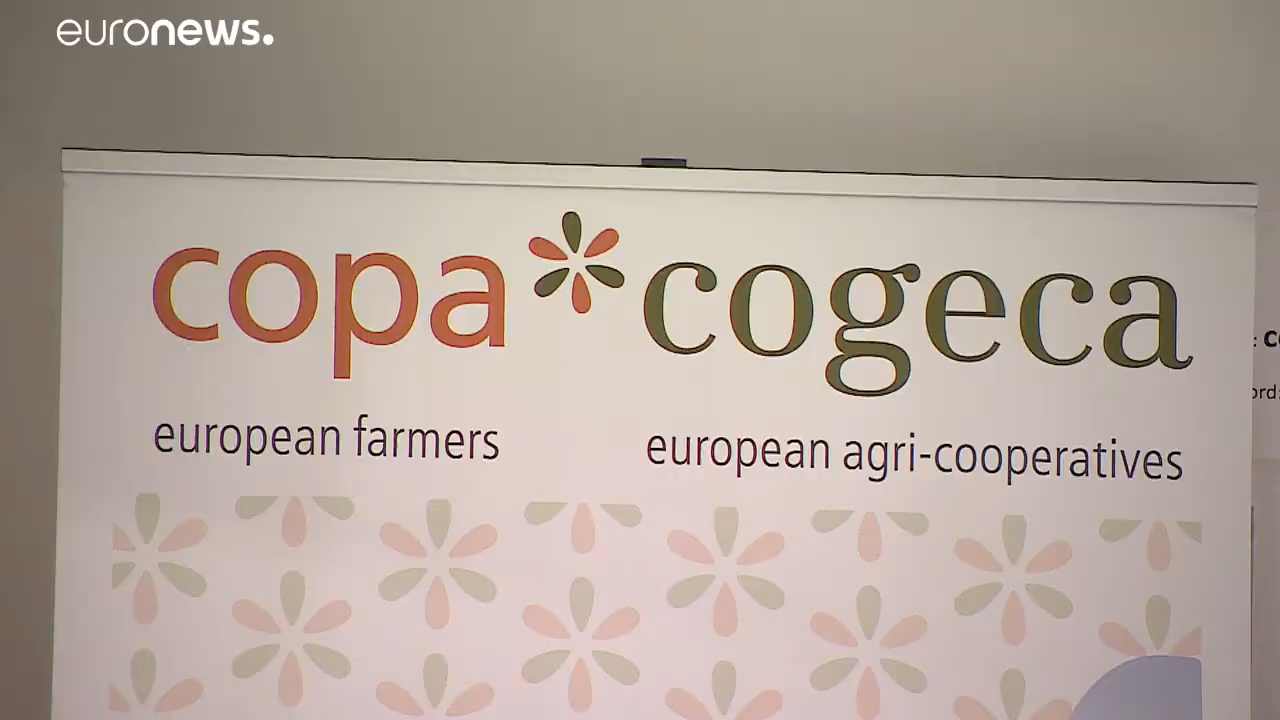 euronews.
copa cogeca
european farmers
european agri-cooperatives